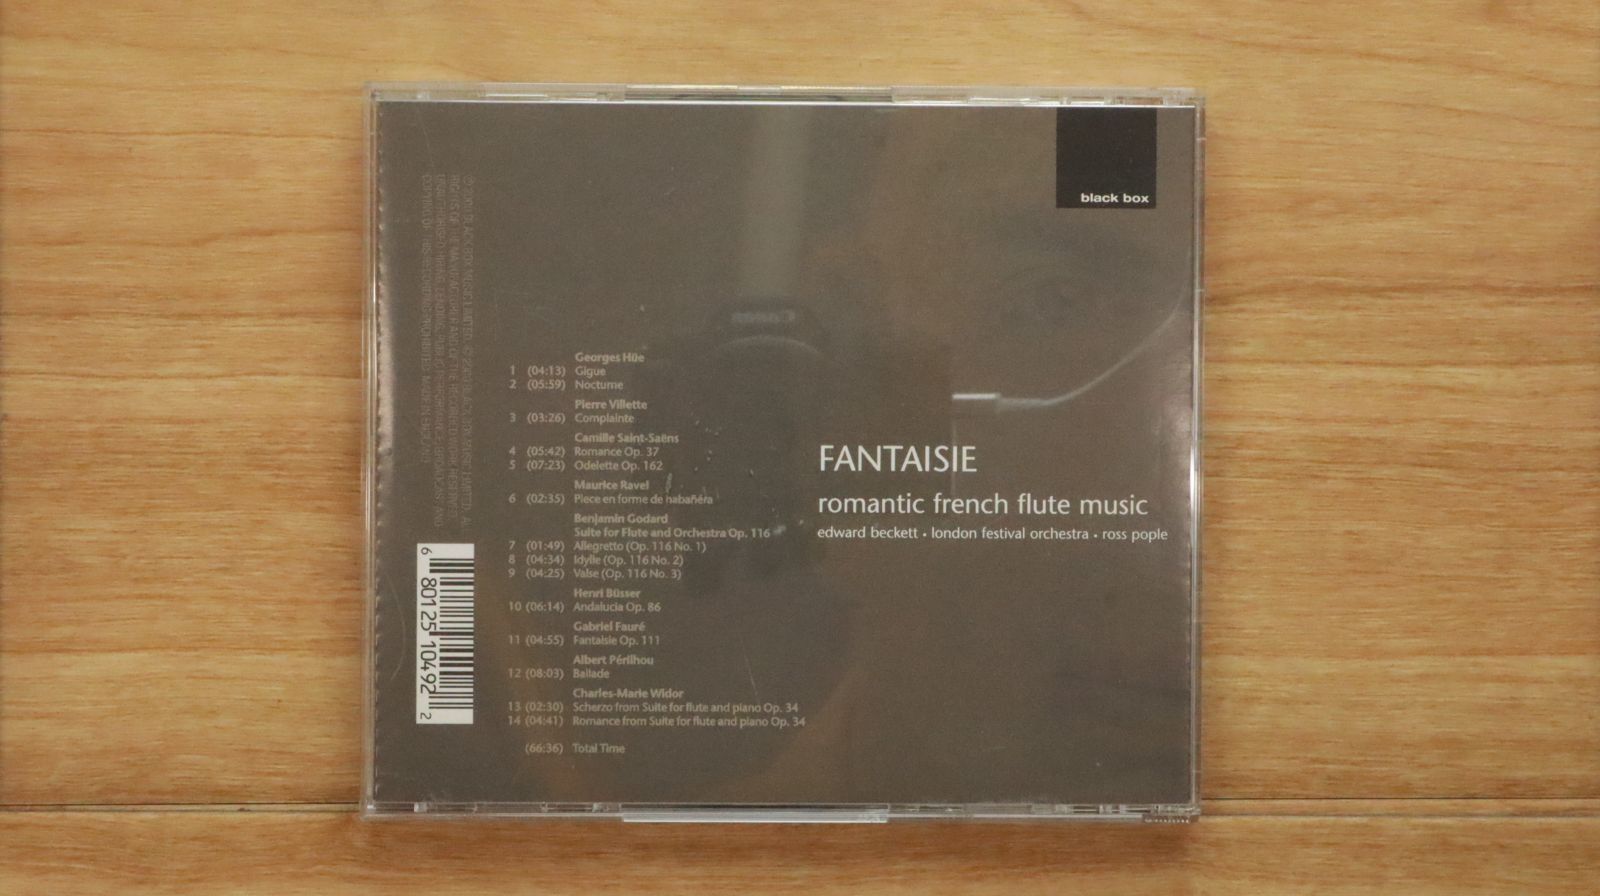 black box
Georges Hüe
1 (04:13) Gigue
2 (05:59) Nocturne
Pierre Villette
3 (03:26) Complainte
Camille Saint-Saëns
4 (05:42) Romance Op. 37
5 (07:23) Odelette Op. 162
Maurice Ravel
6 (02:35) Piece en forme de habañéra
Benjamin Godard
Suite for Flute and Orchestra Op. 116
7 (01:49) Allegretto (Op. 116 No. 1)
8 (04:34) Idylle (Op. 116 No. 2)
9 (04:25) Valse (Op. 116 No. 3)
Henri Büsser
10 (06:14) Andalucia Op. 86
Gabriel Fauré
11 (04:55) Fantaisie Op. 111
Albert Périlhou
12 (08:03) Ballade
Charles-Marie Widor
13 (02:30) Scherzo from Suite for flute and piano Op. 34
14 (04:41) Romance from Suite for flute and piano Op. 34
(66:36) Total Time
FANTAISIE
romantic french flute music
edward beckett • london festival orchestra • ross pople
6 80125 10492 2
Canon